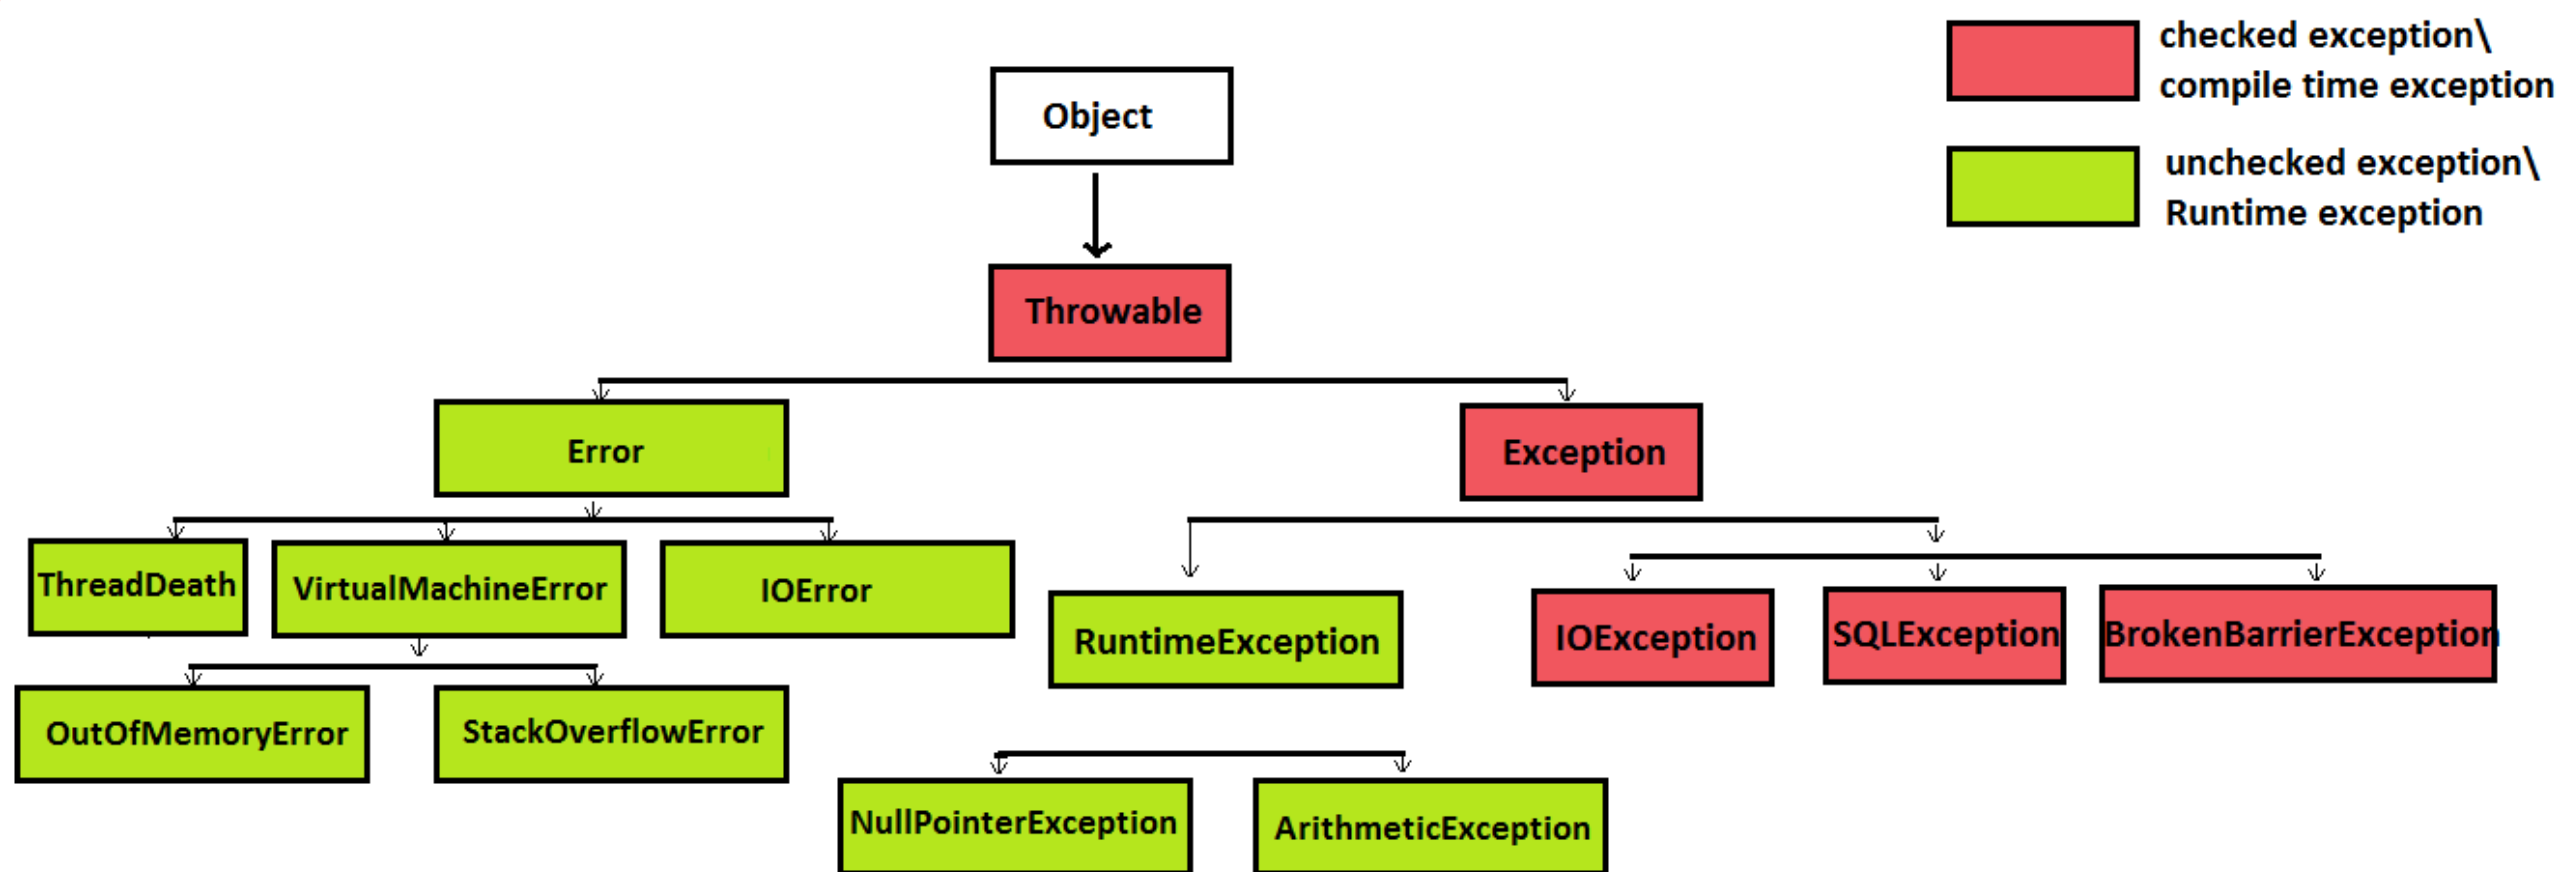 checked exception\
compile time exception
Object
unchecked exception\
Runtime exception
Throwable
Error
Exception
ThreadDeath
VirtualMachineError
IOError
RuntimeException
IOException
SQLException
BrokenBarrierException
OutOfMemoryError
StackOverflowError
NullPointerException
ArithmeticException